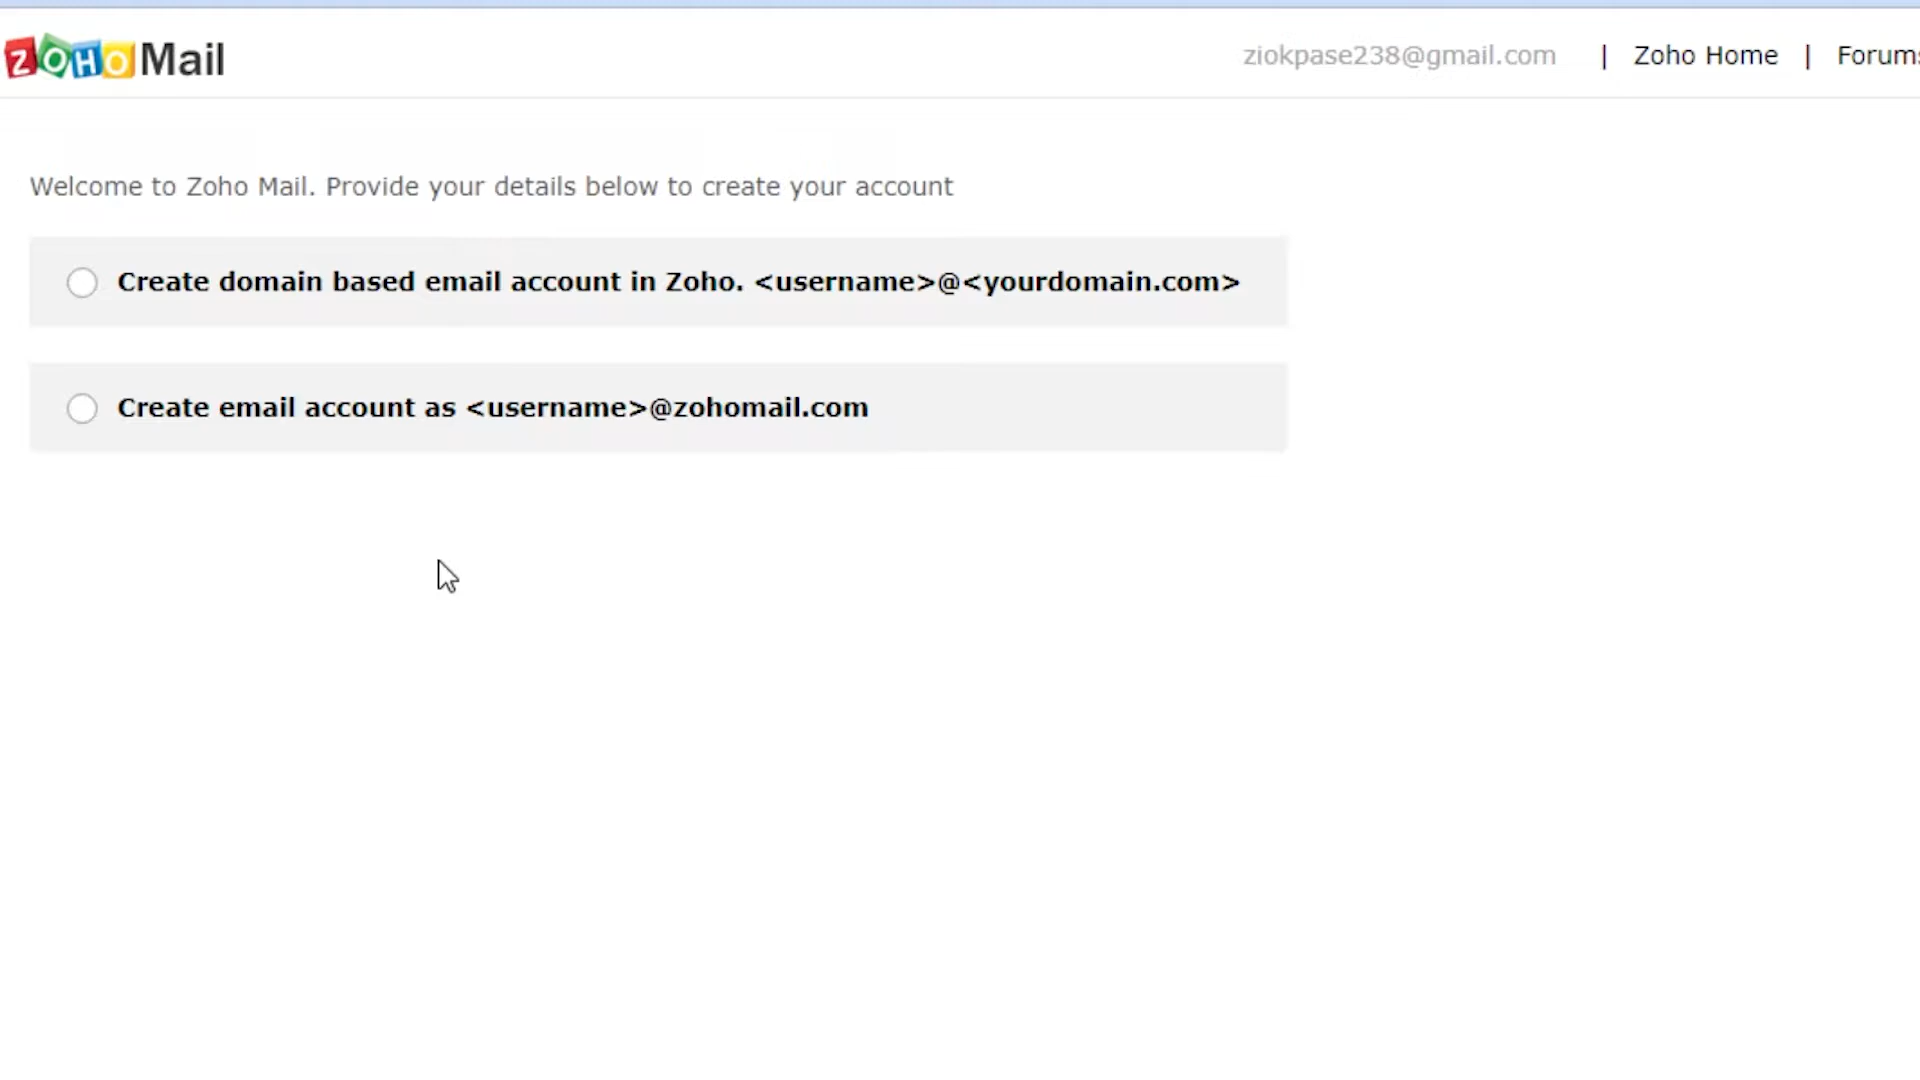 ZOHO Mail
ziokpase238@gmail.com | Zoho Home | Forums
Welcome to Zoho Mail. Provide your details below to create your account
Create domain based email account in Zoho. <username>@<yourdomain.com>
Create email account as <username>@zohomail.com